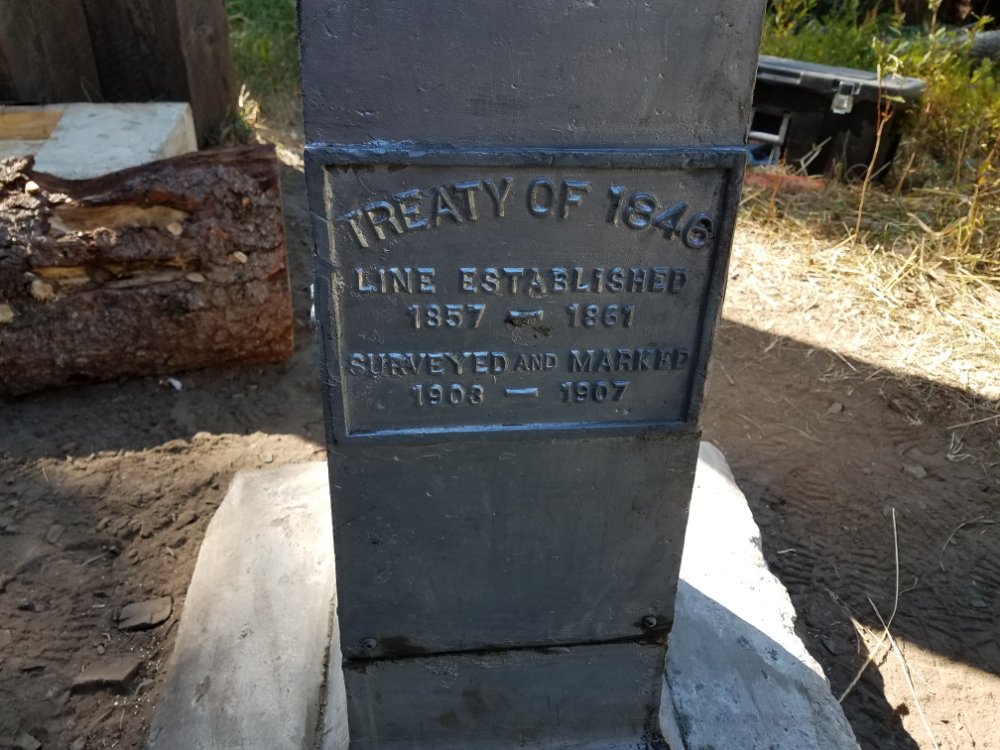 TREATY OF 1846
LINE ESTABLISHED
1857 — 1861
SURVEYED AND MARKED
1903 — 1907